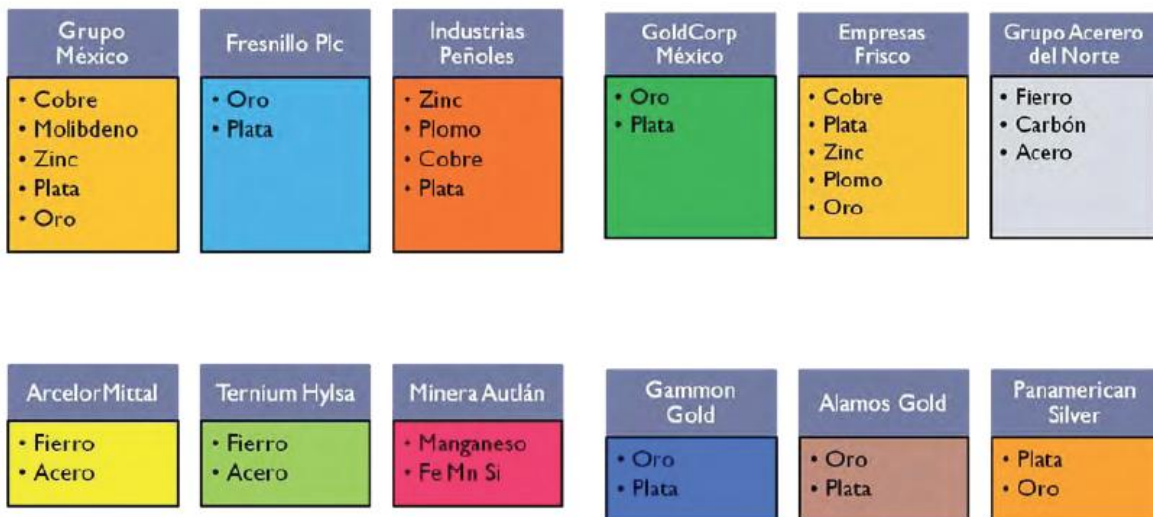 Grupo
México
• Cobre
• Molibdeno
• Zinc
• Plata
• Oro
Fresnillo Plc
• Oro
• Plata
Industrias
Peñoles
• Zinc
• Plomo
• Cobre
• Plata
GoldCorp
México
• Oro
• Plata
Empresas
Frisco
• Cobre
• Plata
• Zinc
• Plomo
• Oro
Grupo Acerero
del Norte
• Fierro
• Carbón
• Acero
ArcelorMittal
• Fierro
• Acero
Ternium Hylsa
• Fierro
• Acero
Minera Autlán
• Manganeso
• Fe Mn Si
Gammon
Gold
• Oro
• Plata
Alamos Gold
• Oro
• Plata
Panamerican
Silver
• Plata
• Oro